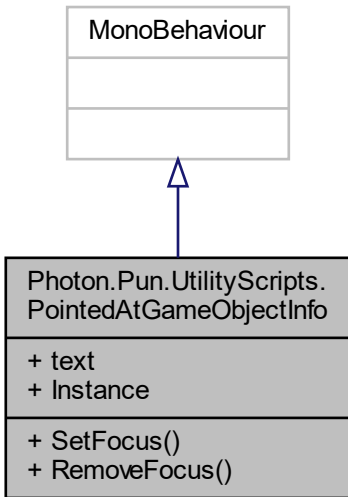 MonoBehaviour
Photon.Pun.UtilityScripts.
PointedAtGameObjectInfo
+ text
+ Instance
+ SetFocus()
+ RemoveFocus()